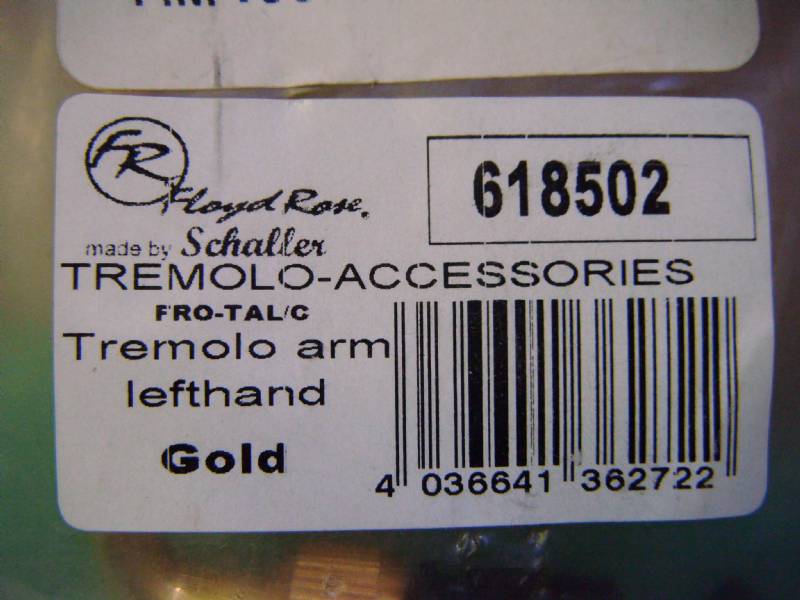 FR
Floyd Rose.
618502
made by Schaller
TREMOLO-ACCESSORIES
FRO-TAL/C
Tremolo arm
lefthand
Gold
4 036641 362722